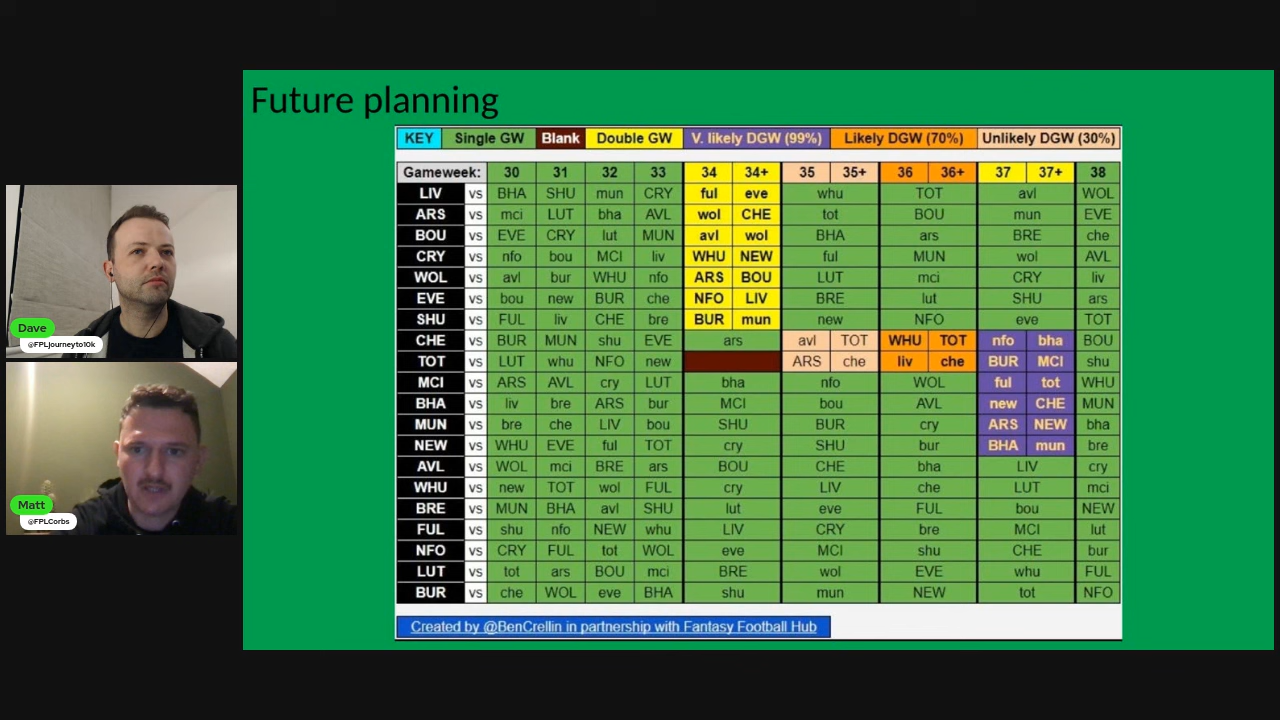 Future planning
KEY Single GW Blank Double GW V. likely DGW (99%) Likely DGW (70%) Unlikely DGW (30%)
Gameweek: 30 31 32 33 34 34+ 35 35+ 36 36+ 37 37+ 38
LIV vs BHA SHU mun CRY ful eve whu TOT avl WOL
ARS vs mci LUT bha AVL wol CHE tot BOU mun EVE
BOU vs EVE CRY lut MUN avl wol BHA ars BRE che
CRY vs nfo bou MCI liv WHU NEW ful MUN wol AVL
WOL vs avl bur WHU nfo ARS BOU LUT mci CRY liv
EVE vs bou new BUR che NFO LIV BRE lut SHU ars
SHU vs FUL liv CHE bre BUR mun new NFO eve TOT
CHE vs BUR MUN shu EVE ars avl TOT WHU TOT nfo bha BOU
TOT vs LUT whu NFO new ARS che liv che BUR MCI shu
MCI vs ARS AVL cry LUT bha nfo WOL ful tot WHU
BHA vs liv bre ARS bur MCI bou AVL new CHE MUN
MUN vs bre che LIV bou SHU BUR cry ARS NEW bha
NEW vs WHU EVE ful TOT cry SHU bur BHA mun bre
AVL vs WOL mci BRE ars BOU CHE bha LIV cry
WHU vs new TOT wol FUL cry LIV che LUT mci
BRE vs MUN BHA avl SHU lut eve FUL bou NEW
FUL vs shu nfo NEW whu LIV CRY bre MCI lut
NFO vs CRY FUL tot WOL eve MCI shu CHE bur
LUT vs tot ars BOU mci BRE wol EVE whu FUL
BUR vs che WOL eve BHA shu mun NEW tot NFO
Created by @BenCrellin in partnership with Fantasy Football Hub
Dave
@FPLjourneyto10k
Matt
@FPLCorbs